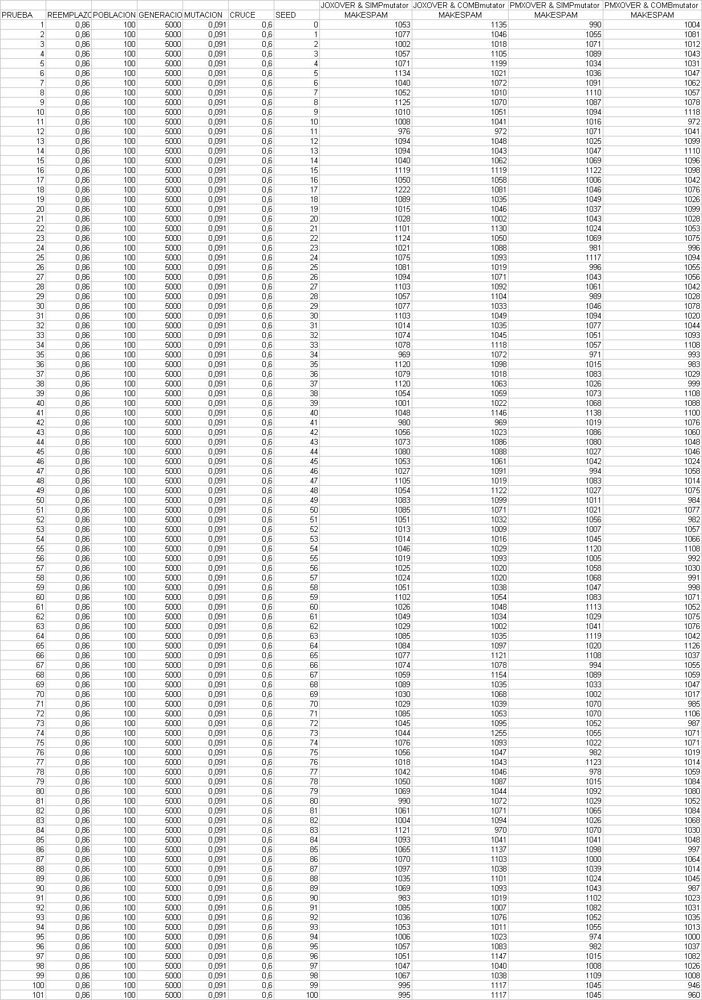 JOXOVER & SIMPmutator JOXOVER & COMBmutator PMXOVER & SIMPmutator PMXOVER & COMBmutator
PRUEBA REEMPLAZO POBLACION GENERACIO MUTACION CRUCE SEED MAKESPAM MAKESPAM MAKESPAM MAKESPAM
1 0,86 100 5000 0,091 0,6 0 1053 1135 990 1004
2 0,86 100 5000 0,091 0,6 1 1077 1046 1055 1081
3 0,86 100 5000 0,091 0,6 2 1002 1018 1071 1012
4 0,86 100 5000 0,091 0,6 3 1057 1105 1089 1043
5 0,86 100 5000 0,091 0,6 4 1071 1199 1034 1031
6 0,86 100 5000 0,091 0,6 5 1134 1021 1036 1047
7 0,86 100 5000 0,091 0,6 6 1040 1072 1091 1062
8 0,86 100 5000 0,091 0,6 7 1052 1010 1110 1057
9 0,86 100 5000 0,091 0,6 8 1125 1070 1087 1078
10 0,86 100 5000 0,091 0,6 9 1010 1051 1094 1118
11 0,86 100 5000 0,091 0,6 10 1008 1041 1016 972
12 0,86 100 5000 0,091 0,6 11 976 972 1071 1041
13 0,86 100 5000 0,091 0,6 12 1094 1048 1025 1099
14 0,86 100 5000 0,091 0,6 13 1094 1043 1047 1110
15 0,86 100 5000 0,091 0,6 14 1040 1062 1069 1096
16 0,86 100 5000 0,091 0,6 15 1119 1119 1122 1098
17 0,86 100 5000 0,091 0,6 16 1050 1058 1006 1042
18 0,86 100 5000 0,091 0,6 17 1222 1081 1046 1076
19 0,86 100 5000 0,091 0,6 18 1089 1035 1049 1026
20 0,86 100 5000 0,091 0,6 19 1015 1046 1037 1099
21 0,86 100 5000 0,091 0,6 20 1028 1002 1043 1028
22 0,86 100 5000 0,091 0,6 21 1101 1130 1024 1053
23 0,86 100 5000 0,091 0,6 22 1124 1050 1069 1075
24 0,86 100 5000 0,091 0,6 23 1021 1088 981 996
25 0,86 100 5000 0,091 0,6 24 1075 1093 1117 1094
26 0,86 100 5000 0,091 0,6 25 1081 1019 996 1055
27 0,86 100 5000 0,091 0,6 26 1094 1071 1043 1056
28 0,86 100 5000 0,091 0,6 27 1103 1092 1061 1042
29 0,86 100 5000 0,091 0,6 28 1057 1104 989 1028
30 0,86 100 5000 0,091 0,6 29 1077 1033 1046 1078
31 0,86 100 5000 0,091 0,6 30 1103 1049 1094 1020
32 0,86 100 5000 0,091 0,6 31 1014 1035 1077 1044
33 0,86 100 5000 0,091 0,6 32 1074 1045 1051 1093
34 0,86 100 5000 0,091 0,6 33 1078 1118 1057 1108
35 0,86 100 5000 0,091 0,6 34 969 1072 971 993
36 0,86 100 5000 0,091 0,6 35 1120 1098 1015 983
37 0,86 100 5000 0,091 0,6 36 1079 1018 1083 1029
38 0,86 100 5000 0,091 0,6 37 1120 1063 1026 999
39 0,86 100 5000 0,091 0,6 38 1054 1059 1073 1108
40 0,86 100 5000 0,091 0,6 39 1001 1022 1068 1088
41 0,86 100 5000 0,091 0,6 40 1048 1146 1138 1100
42 0,86 100 5000 0,091 0,6 41 980 969 1019 1076
43 0,86 100 5000 0,091 0,6 42 1056 1023 1086 1060
44 0,86 100 5000 0,091 0,6 43 1073 1086 1080 1048
45 0,86 100 5000 0,091 0,6 44 1080 1088 1027 1046
46 0,86 100 5000 0,091 0,6 45 1053 1061 1042 1024
47 0,86 100 5000 0,091 0,6 46 1027 1091 994 1058
48 0,86 100 5000 0,091 0,6 47 1105 1019 1083 1014
49 0,86 100 5000 0,091 0,6 48 1054 1122 1027 1075
50 0,86 100 5000 0,091 0,6 49 1083 1099 1011 984
51 0,86 100 5000 0,091 0,6 50 1085 1071 1021 1077
52 0,86 100 5000 0,091 0,6 51 1051 1032 1056 982
53 0,86 100 5000 0,091 0,6 52 1013 1009 1007 1057
54 0,86 100 5000 0,091 0,6 53 1014 1016 1045 1066
55 0,86 100 5000 0,091 0,6 54 1046 1029 1120 1108
56 0,86 100 5000 0,091 0,6 55 1019 1093 1005 992
57 0,86 100 5000 0,091 0,6 56 1025 1020 1058 1030
58 0,86 100 5000 0,091 0,6 57 1024 1020 1068 991
59 0,86 100 5000 0,091 0,6 58 1051 1038 1047 998
60 0,86 100 5000 0,091 0,6 59 1102 1054 1083 1071
61 0,86 100 5000 0,091 0,6 60 1026 1048 1113 1052
62 0,86 100 5000 0,091 0,6 61 1049 1034 1029 1075
63 0,86 100 5000 0,091 0,6 62 1029 1002 1041 1076
64 0,86 100 5000 0,091 0,6 63 1085 1035 1119 1042
65 0,86 100 5000 0,091 0,6 64 1084 1097 1020 1126
66 0,86 100 5000 0,091 0,6 65 1077 1121 1108 1037
67 0,86 100 5000 0,091 0,6 66 1074 1078 994 1055
68 0,86 100 5000 0,091 0,6 67 1059 1154 1089 1059
69 0,86 100 5000 0,091 0,6 68 1089 1035 1033 1047
70 0,86 100 5000 0,091 0,6 69 1030 1068 1002 1017
71 0,86 100 5000 0,091 0,6 70 1029 1039 1070 985
72 0,86 100 5000 0,091 0,6 71 1085 1053 1070 1106
73 0,86 100 5000 0,091 0,6 72 1045 1095 1052 987
74 0,86 100 5000 0,091 0,6 73 1044 1255 1055 1071
75 0,86 100 5000 0,091 0,6 74 1076 1093 1022 1071
76 0,86 100 5000 0,091 0,6 75 1056 1047 982 1019
77 0,86 100 5000 0,091 0,6 76 1018 1043 1123 1014
78 0,86 100 5000 0,091 0,6 77 1042 1046 978 1059
79 0,86 100 5000 0,091 0,6 78 1050 1087 1015 1084
80 0,86 100 5000 0,091 0,6 79 1069 1044 1092 1080
81 0,86 100 5000 0,091 0,6 80 990 1072 1029 1052
82 0,86 100 5000 0,091 0,6 81 1061 1071 1065 1084
83 0,86 100 5000 0,091 0,6 82 1004 1094 1026 1068
84 0,86 100 5000 0,091 0,6 83 1121 970 1070 1030
85 0,86 100 5000 0,091 0,6 84 1093 1041 1041 1048
86 0,86 100 5000 0,091 0,6 85 1065 1137 1098 997
87 0,86 100 5000 0,091 0,6 86 1070 1103 1000 1064
88 0,86 100 5000 0,091 0,6 87 1097 1038 1039 1014
89 0,86 100 5000 0,091 0,6 88 1035 1101 1024 1045
90 0,86 100 5000 0,091 0,6 89 1069 1093 1043 987
91 0,86 100 5000 0,091 0,6 90 983 1019 1102 1023
92 0,86 100 5000 0,091 0,6 91 1085 1007 1082 1031
93 0,86 100 5000 0,091 0,6 92 1036 1076 1052 1035
94 0,86 100 5000 0,091 0,6 93 1053 1011 1055 1013
95 0,86 100 5000 0,091 0,6 94 1006 1023 974 1000
96 0,86 100 5000 0,091 0,6 95 1057 1083 982 1037
97 0,86 100 5000 0,091 0,6 96 1051 1147 1015 1082
98 0,86 100 5000 0,091 0,6 97 1047 1040 1008 1026
99 0,86 100 5000 0,091 0,6 98 1067 1038 1109 1008
100 0,86 100 5000 0,091 0,6 99 995 1117 1045 946
101 0,86 100 5000 0,091 0,6 100 995 1117 1045 960